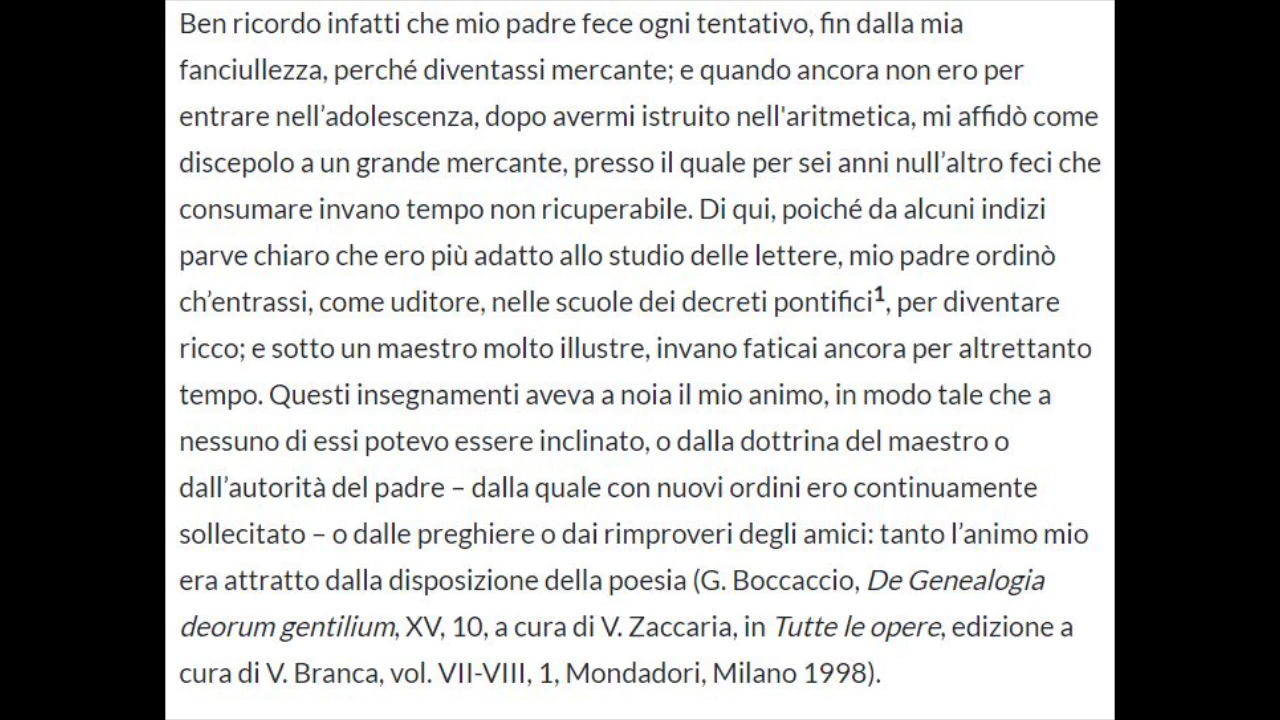 Ben ricordo infatti che mio padre fece ogni tentativo, fin dalla mia
fanciullezza, perché diventassi mercante; e quando ancora non ero per
entrare nell’adolescenza, dopo avermi istruito nell'aritmetica, mi affidò come
discepolo a un grande mercante, presso il quale per sei anni null’altro feci che
consumare invano tempo non ricuperabile. Di qui, poiché da alcuni indizi
parve chiaro che ero più adatto allo studio delle lettere, mio padre ordinò
ch’entrassi, come uditore, nelle scuole dei decreti pontifici¹, per diventare
ricco; e sotto un maestro molto illustre, invano faticai ancora per altrettanto
tempo. Questi insegnamenti aveva a noia il mio animo, in modo tale che a
nessuno di essi potevo essere inclinato, o dalla dottrina del maestro o
dall’autorità del padre – dalla quale con nuovi ordini ero continuamente
sollecitato – o dalle preghiere o dai rimproveri degli amici: tanto l’animo mio
era attratto dalla disposizione della poesia (G. Boccaccio, De Genealogia
deorum gentilium, XV, 10, a cura di V. Zaccaria, in Tutte le opere, edizione a
cura di V. Branca, vol. VII-VIII, 1, Mondadori, Milano 1998).